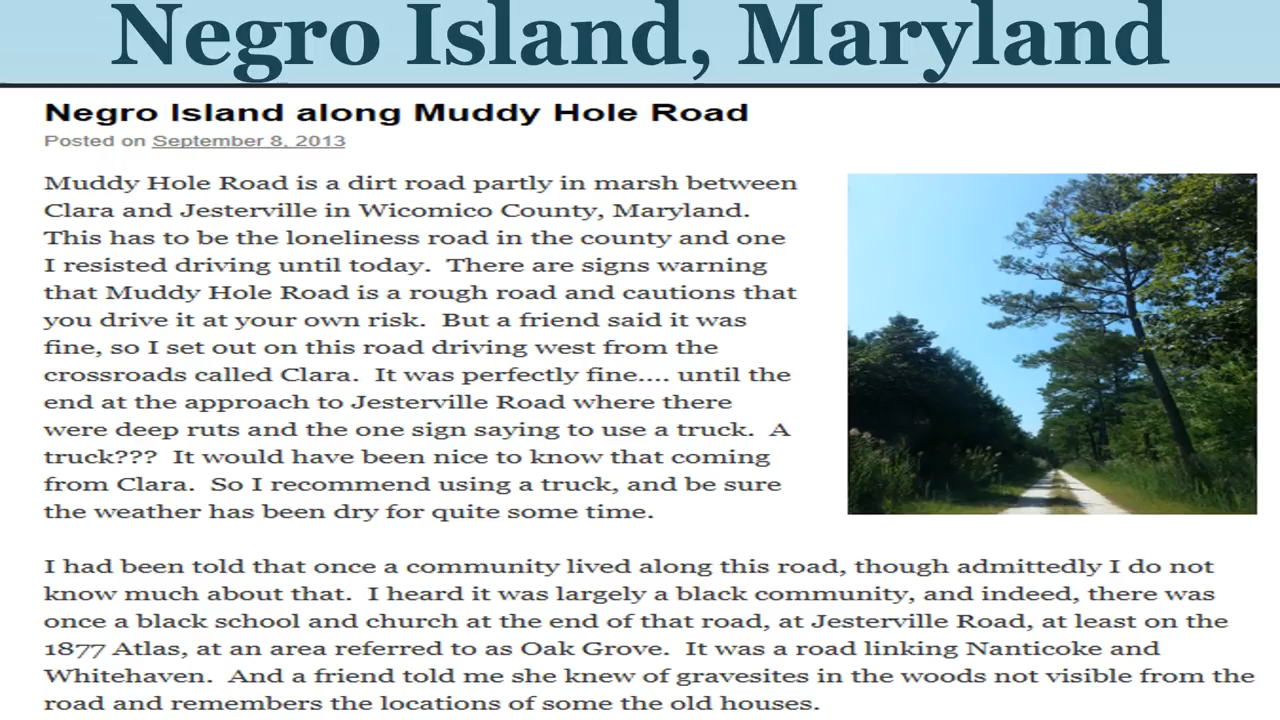 Negro Island, Maryland
Negro Island along Muddy Hole Road
Posted on September 8, 2013
Muddy Hole Road is a dirt road partly in marsh between
Clara and Jesterville in Wicomico County, Maryland.
This has to be the loneliness road in the county and one
I resisted driving until today.  There are signs warning
that Muddy Hole Road is a rough road and cautions that
you drive it at your own risk.  But a friend said it was
fine, so I set out on this road driving west from the
crossroads called Clara.  It was perfectly fine.... until the
end at the approach to Jesterville Road where there
were deep ruts and the one sign saying to use a truck.  A
truck???  It would have been nice to know that coming
from Clara.  So I recommend using a truck, and be sure
the weather has been dry for quite some time.
I had been told that once a community lived along this road, though admittedly I do not
know much about that.  I heard it was largely a black community, and indeed, there was
once a black school and church at the end of that road, at Jesterville Road, at least on the
1877 Atlas, at an area referred to as Oak Grove.  It was a road linking Nanticoke and
Whitehaven.  And a friend told me she knew of gravesites in the woods not visible from the
road and remembers the locations of some the old houses.